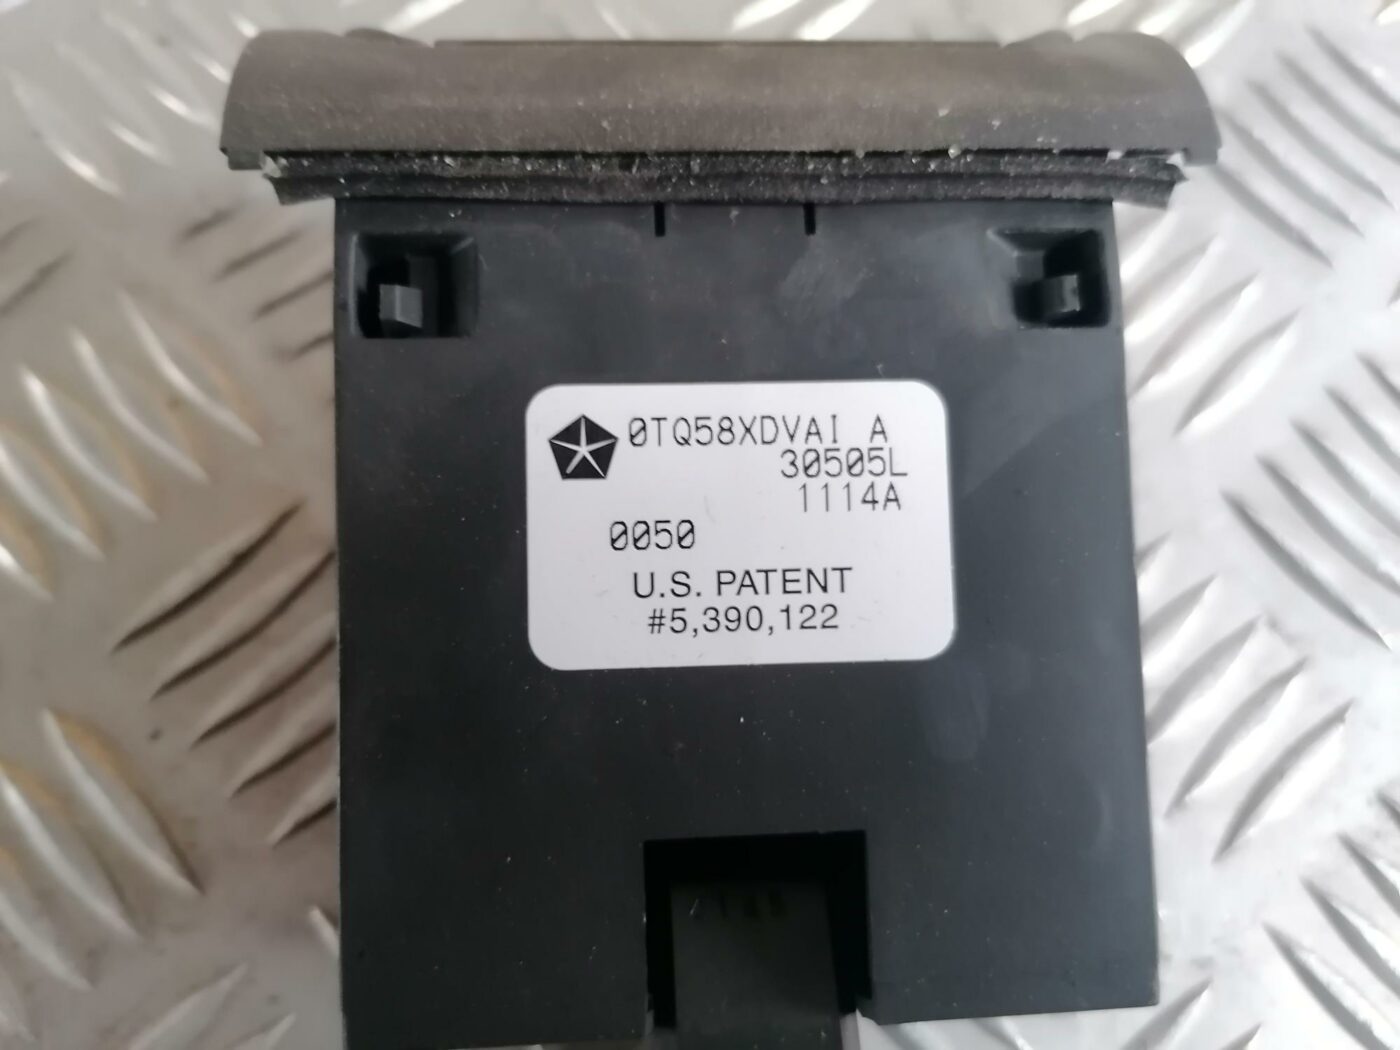 0TQ58XDVAI A
30505L
1114A
0050
U.S. PATENT
#5,390,122